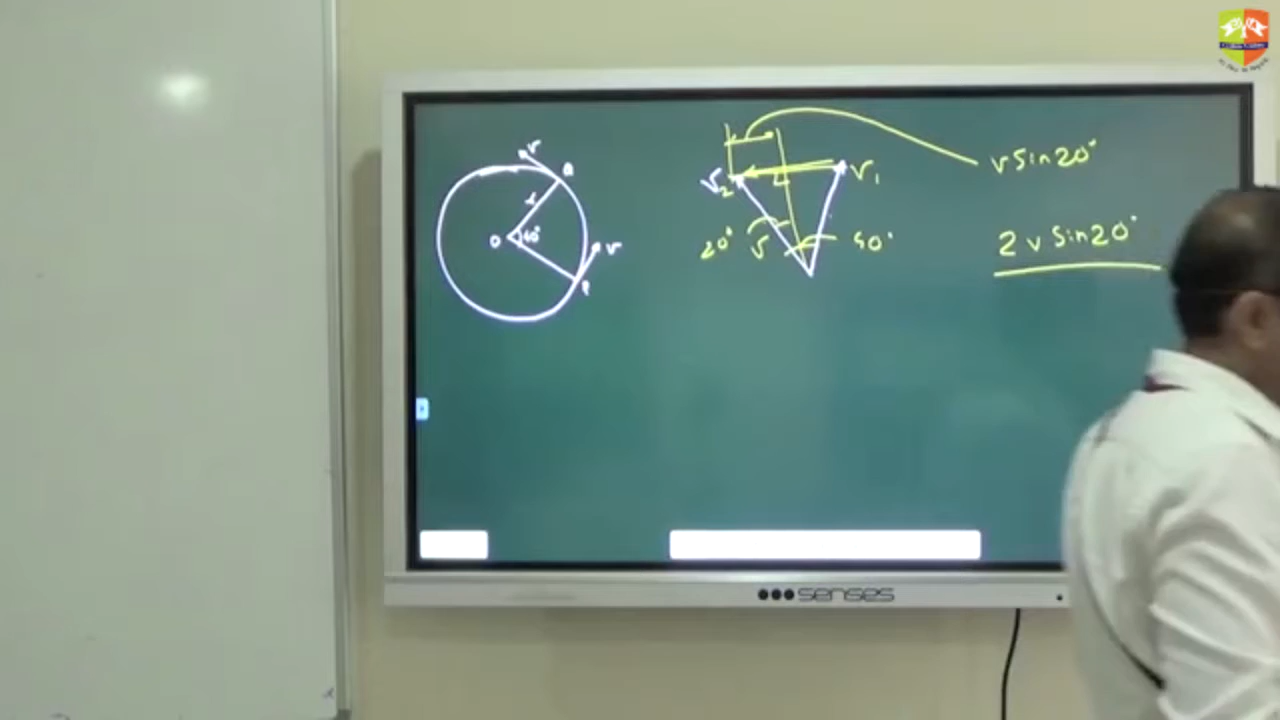 v
Q
r
O
40°
v
P
v₂
v₁
20°
v
40°
v sin20°
2 v sin20°
senses